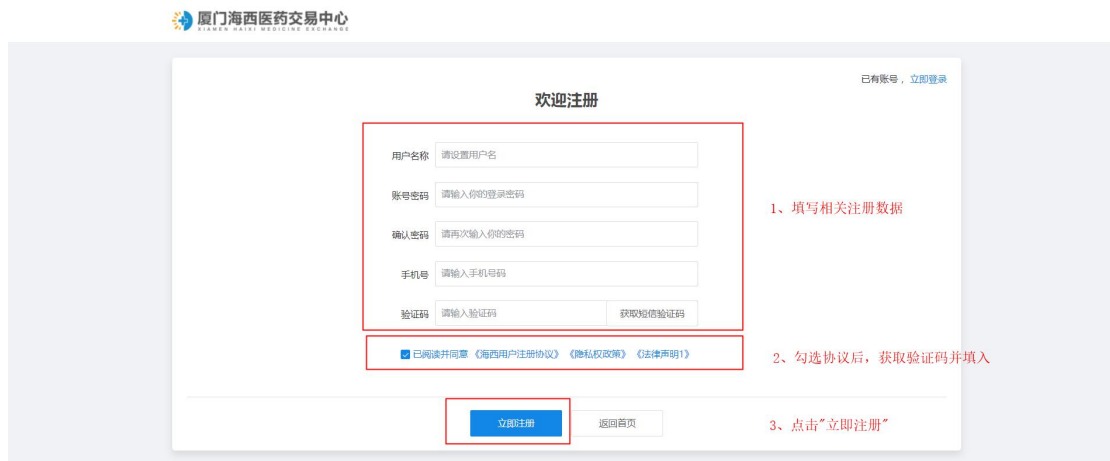 厦门海西医药交易中心
XIAMEN HAIXI MEDICINE EXCHANGE
已有账号，立即登录
欢迎注册
用户名称 请设置用户名
账号密码 请输入你的登录密码
1、填写相关注册数据
确认密码 请再次输入你的密码
手机号 请输入手机号码
验证码 请输入验证码 获取短信验证码
已阅读并同意《海西用户注册协议》《隐私权政策》《法律声明1》
2、勾选协议后，获取验证码并填入
立即注册 返回首页
3、点击"立即注册"